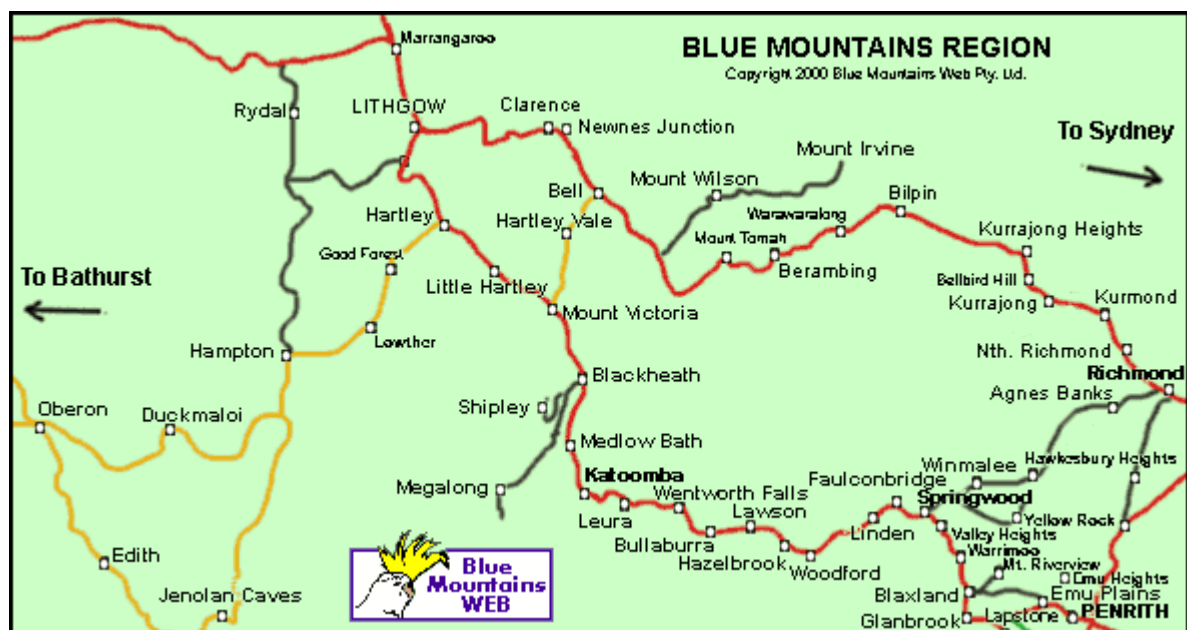 Marrangaroo
BLUE MOUNTAINS REGION
Copyright 2000 Blue Mountains Web Pty. Ltd.
Rydal
LITHGOW
Clarence
Newnes Junction
To Sydney
Mount Irvine
Mount Wilson
Bell
Bilpin
Hartley
Hartley Vale
Warawaralong
Kurrajong Heights
Good Forest
Mount Tomah
Berambing
To Bathurst
Little Hartley
Bellbird Hill
Kurrajong
Kurmond
Mount Victoria
Lowther
Hampton
Nth. Richmond
Blackheath
Richmond
Agnes Banks
Oberon
Duckmaloi
Shipley
Medlow Bath
Megalong
Katoomba
Winmalee
Hawkesbury Heights
Faulconbridge
Wentworth Falls
Springwood
Leura
Lawson
Linden
Yellow Rock
Valley Heights
Bullaburra
Hazelbrook
Woodford
Warrimoo
Edith
Blue
Mountains
WEB
Mt. Riverview
Emu Heights
Jenolan Caves
Blaxland
Emu Plains
Glanbrook
Lapstone
PENRITH